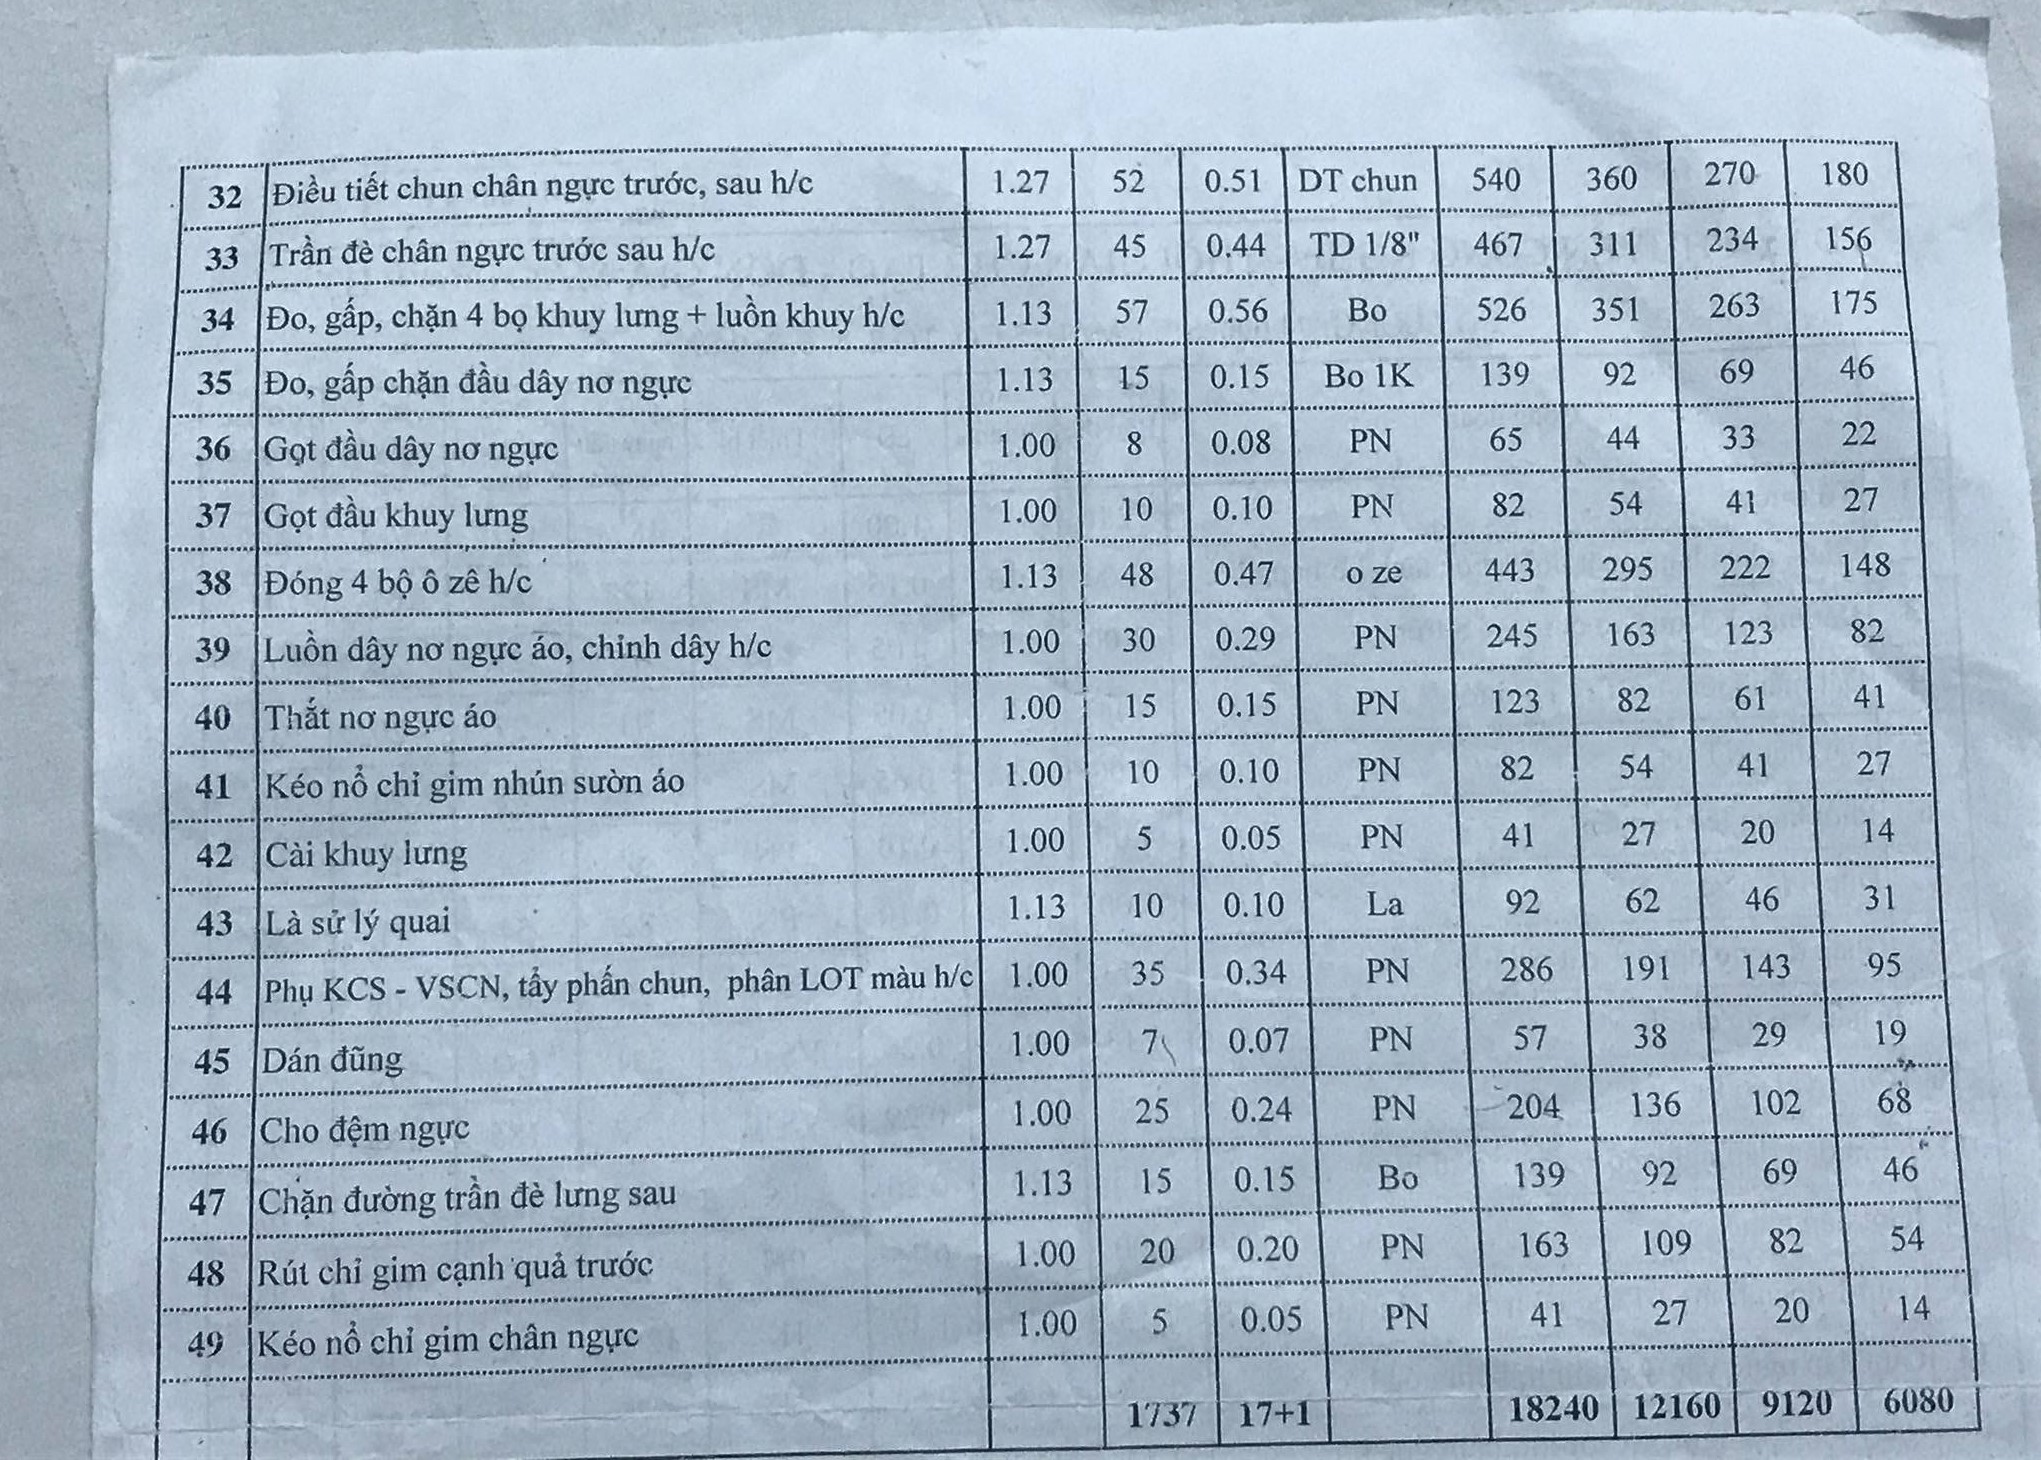 32 Điều tiết chun chân ngực trước, sau h/c 1.27 52 0.51 DT chun 540 360 270 180
33 Trần đè chân ngực trước sau h/c 1.27 45 0.44 TD 1/8" 467 311 234 156
34 Đo, gấp, chặn 4 bọ khuy lưng + luồn khuy h/c 1.13 57 0.56 Bo 526 351 263 175
35 Đo, gấp chặn đầu dây nơ ngực 1.13 15 0.15 Bo 1K 139 92 69 46
36 Gọt đầu dây nơ ngực 1.00 8 0.08 PN 65 44 33 22
37 Gọt đầu khuy lưng 1.00 10 0.10 PN 82 54 41 27
38 Đóng 4 bộ ô zê h/c 1.13 48 0.47 o ze 443 295 222 148
39 Luồn dây nơ ngực áo, chỉnh dây h/c 1.00 30 0.29 PN 245 163 123 82
40 Thắt nơ ngực áo 1.00 15 0.15 PN 123 82 61 41
41 Kéo nổ chỉ gim nhún sườn áo 1.00 10 0.10 PN 82 54 41 27
42 Cài khuy lưng 1.00 5 0.05 PN 41 27 20 14
43 Là sử lý quai 1.13 10 0.10 La 92 62 46 31
44 Phụ KCS - VSCN, tẩy phấn chun, phân LOT màu h/c 1.00 35 0.34 PN 286 191 143 95
45 Dán đũng 1.00 7 0.07 PN 57 38 29 19
46 Cho đệm ngực 1.00 25 0.24 PN 204 136 102 68
47 Chặn đường trần đè lưng sau 1.13 15 0.15 Bo 139 92 69 46
48 Rút chỉ gim cạnh quả trước 1.00 20 0.20 PN 163 109 82 54
49 Kéo nổ chỉ gim chân ngực 1.00 5 0.05 PN 41 27 20 14
1737 17+1 18240 12160 9120 6080